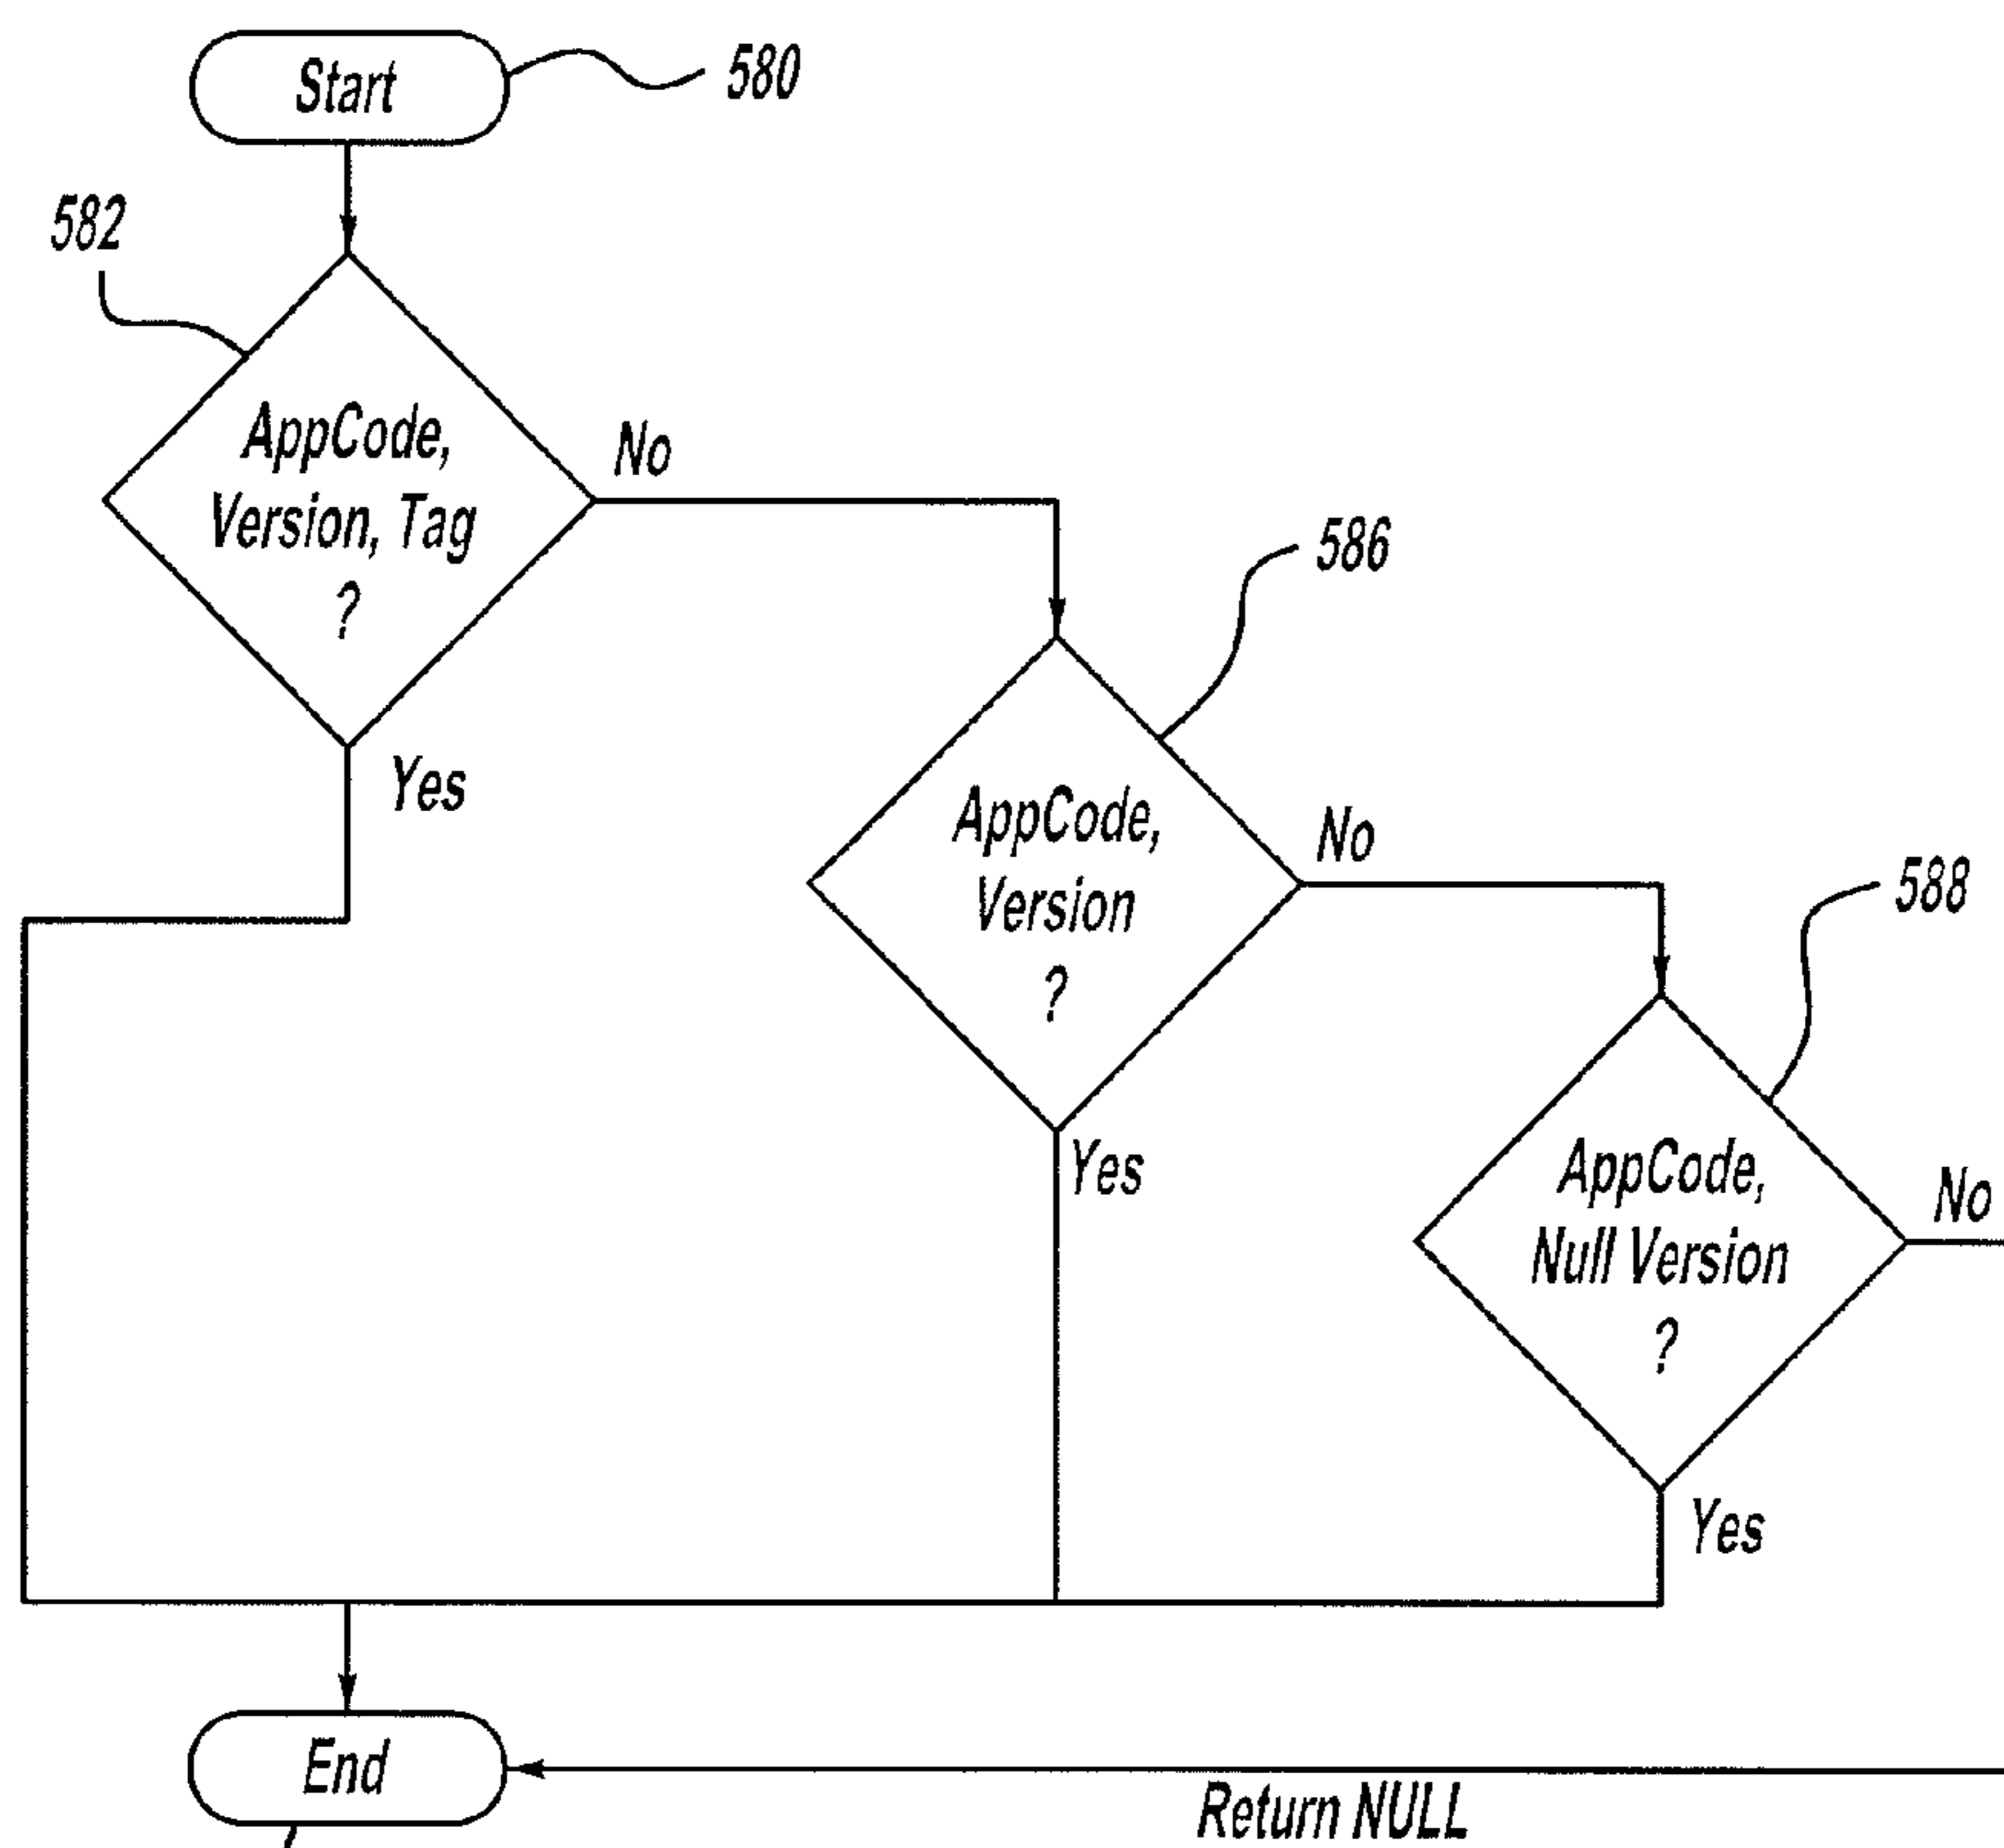 Start
580
582
AppCode,
Version, Tag
?
No
Yes
586
AppCode,
Version
?
No
Yes
588
AppCode,
Null Version
?
No
Yes
End
Return NULL